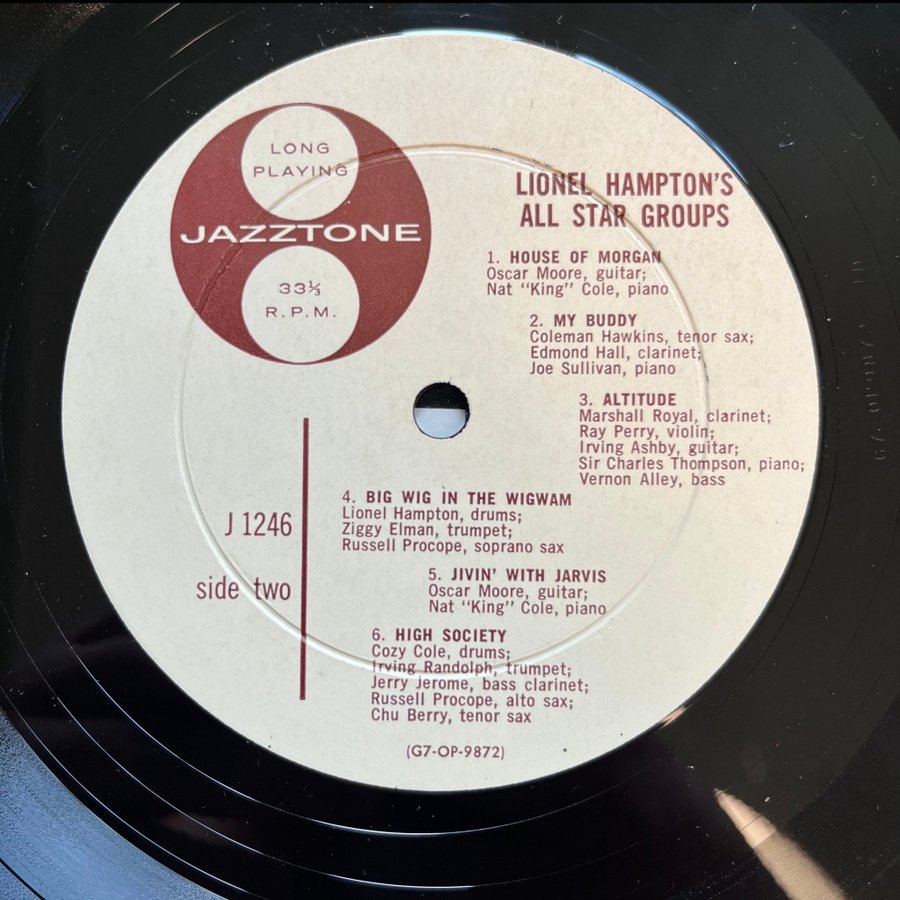 LONG
PLAYING
JAZZTONE
33⅓
R.P.M.
LIONEL HAMPTON'S
ALL STAR GROUPS
1. HOUSE OF MORGAN
Oscar Moore, guitar;
Nat "King" Cole, piano
2. MY BUDDY
Coleman Hawkins, tenor sax;
Edmond Hall, clarinet;
Joe Sullivan, piano
3. ALTITUDE
Marshall Royal, clarinet;
Ray Perry, violin;
Irving Ashby, guitar;
Sir Charles Thompson, piano;
Vernon Alley, bass
4. BIG WIG IN THE WIGWAM
Lionel Hampton, drums;
Ziggy Elman, trumpet;
Russell Procope, soprano sax
J 1246
side two
5. JIVIN' WITH JARVIS
Oscar Moore, guitar;
Nat "King" Cole, piano
6. HIGH SOCIETY
Cozy Cole, drums;
Irving Randolph, trumpet;
Jerry Jerome, bass clarinet;
Russell Procope, alto sax;
Chu Berry, tenor sax
(G7-OP-9872)